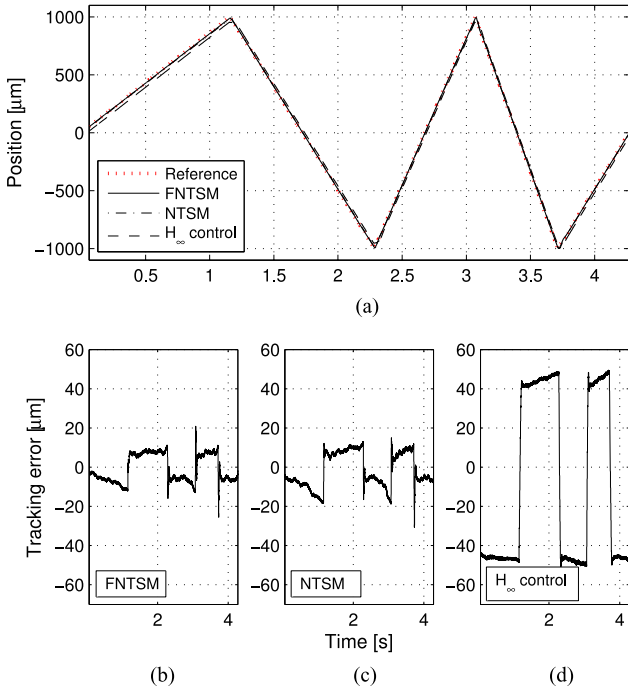 1000
500
0
−500
−1000
Position [μm]
Reference
FNTSM
NTSM
H∞ control
0.5 1 1.5 2 2.5 3 3.5 4
(a)
Tracking error [μm]
60
40
20
0
−20
−40
−60
FNTSM
2 4
60
40
20
0
−20
−40
−60
NTSM
2 4
60
40
20
0
−20
−40
−60
H∞ control
2 4
Time [s]
(b) (c) (d)